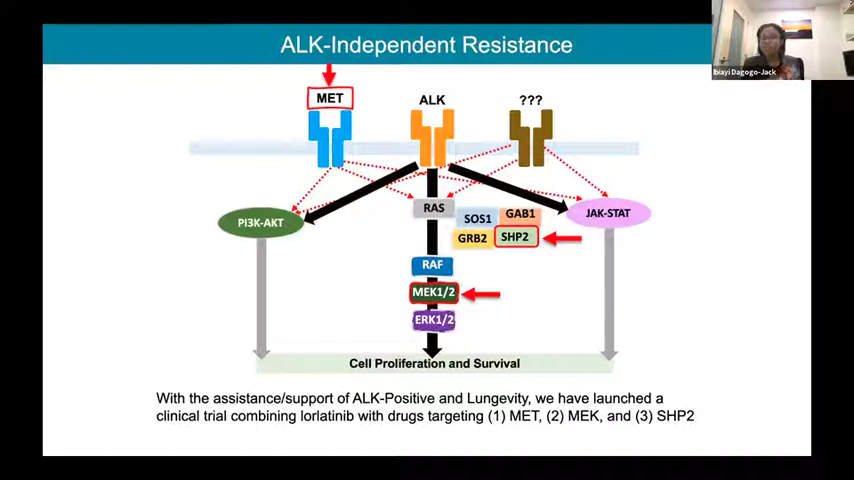 ALK-Independent Resistance
Ibiayi Dagogo-Jack
MET
ALK
???
RAS
SOS1
GAB1
GRB2
SHP2
PI3K-AKT
JAK-STAT
RAF
MEK1/2
ERK1/2
Cell Proliferation and Survival
With the assistance/support of ALK-Positive and Lungevity, we have launched a
clinical trial combining lorlatinib with drugs targeting (1) MET, (2) MEK, and (3) SHP2